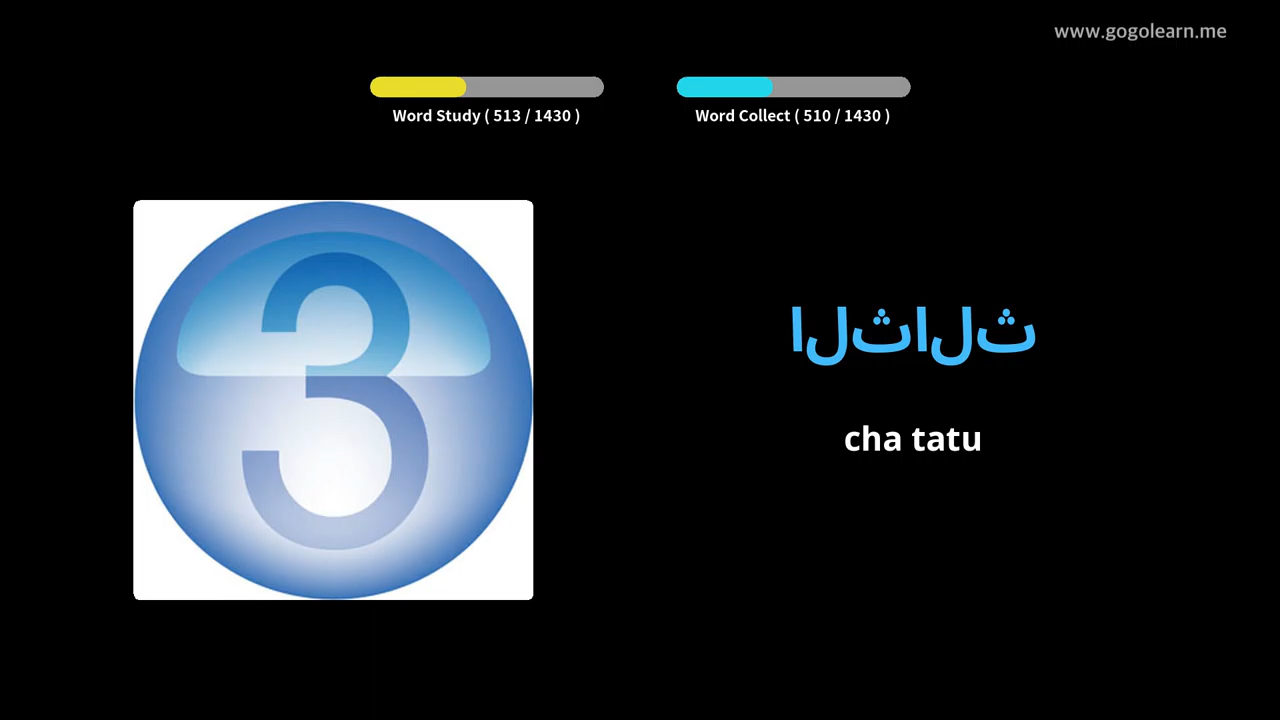 www.gogolearn.me
Word Study ( 513 / 1430 )
Word Collect ( 510 / 1430 )
3
الثالث
cha tatu